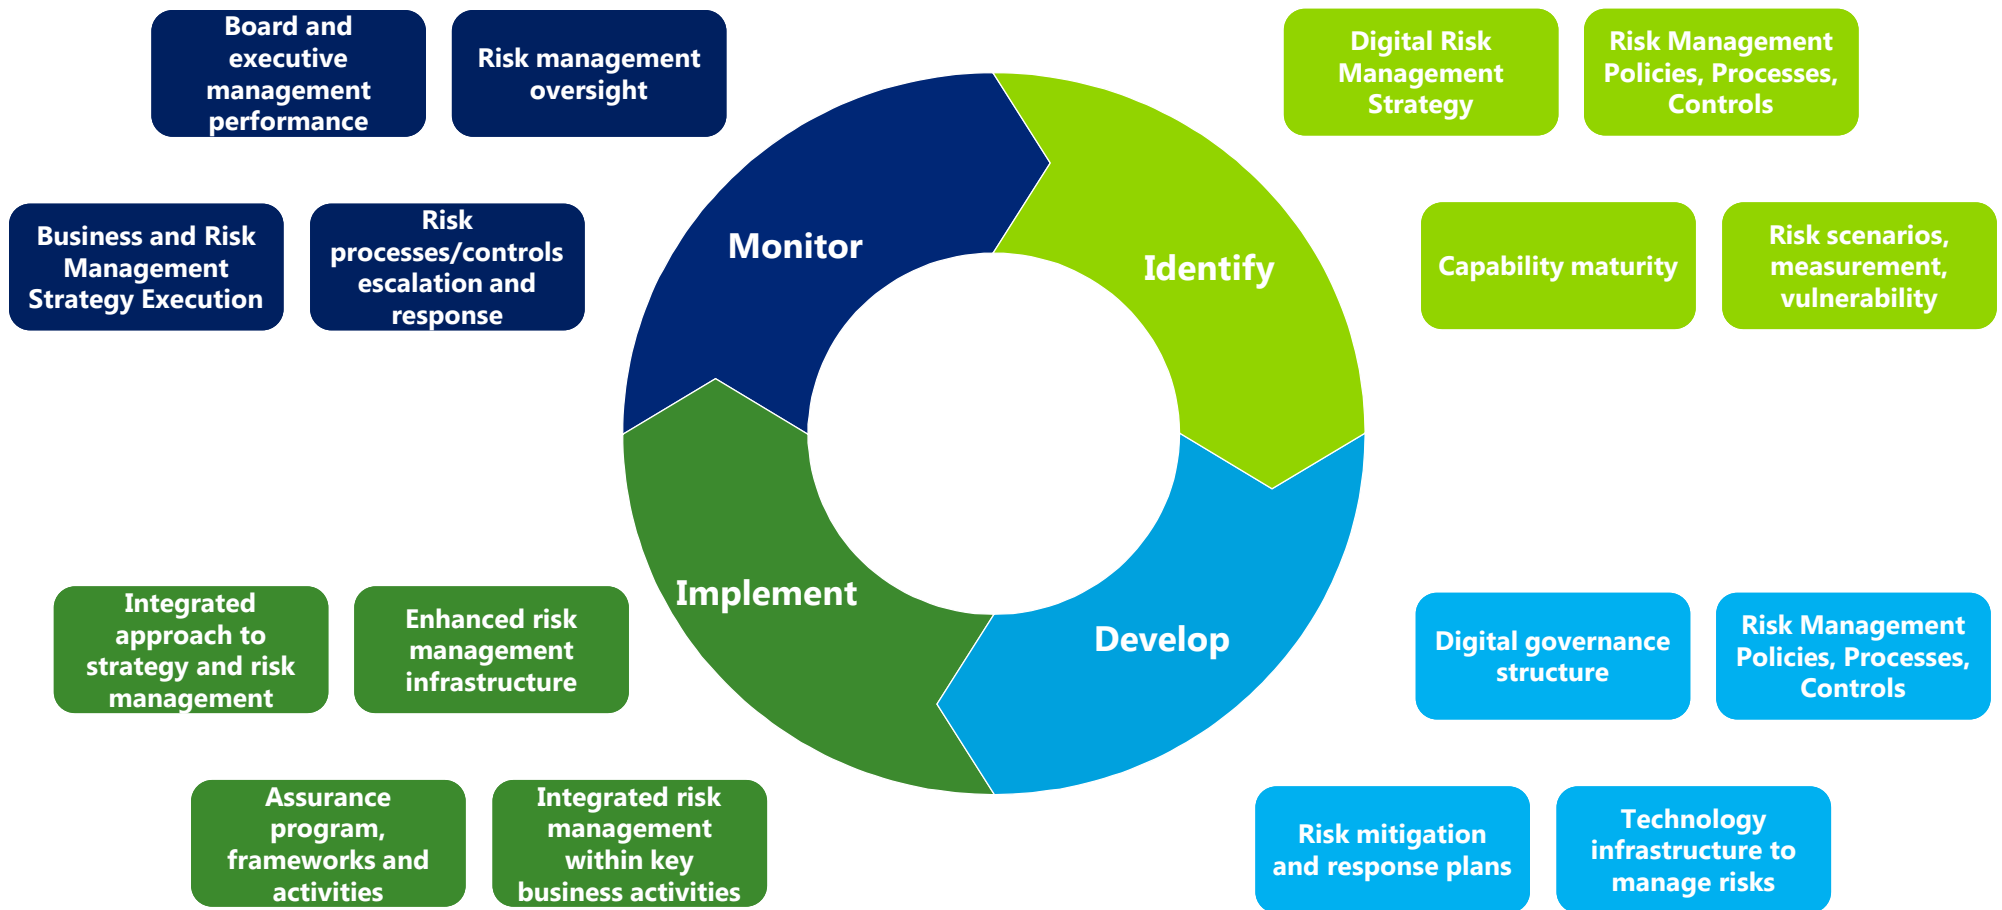 Board and
executive
management
performance
Risk management
oversight
Digital Risk
Management
Strategy
Risk Management
Policies, Processes,
Controls
Business and Risk
Management
Strategy Execution
Risk
processes/controls
escalation and
response
Monitor
Identify
Capability maturity
Risk scenarios,
measurement,
vulnerability
Integrated
approach to
strategy and risk
management
Enhanced risk
management
infrastructure
Implement
Develop
Digital governance
structure
Risk Management
Policies, Processes,
Controls
Assurance
program,
frameworks and
activities
Integrated risk
management
within key
business activities
Risk mitigation
and response plans
Technology
infrastructure to
manage risks